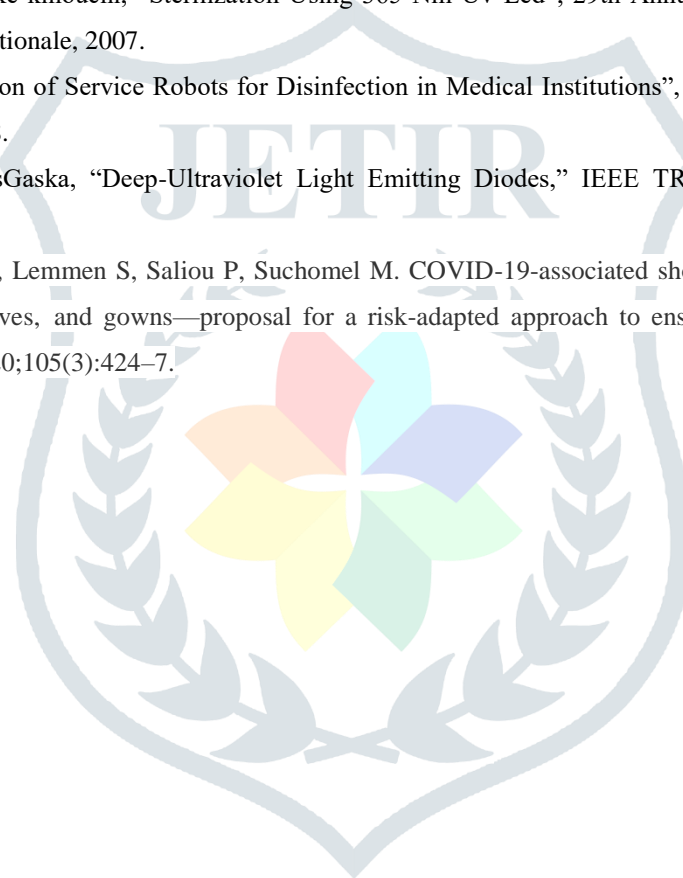 Sterilization Using 365 Nm Uv Led”, 29th Annu
tionale, 2007.
on of Service Robots for Disinfection in Medical Institutions”,
JETIR
sGaska, “Deep-Ultraviolet Light Emitting Diodes,” IEEE TR
, Lemmen S, Saliou P, Suchomel M. COVID-19-associated sh
ves, and gowns—proposal for a risk-adapted approach to ens
0;105(3):424–7.